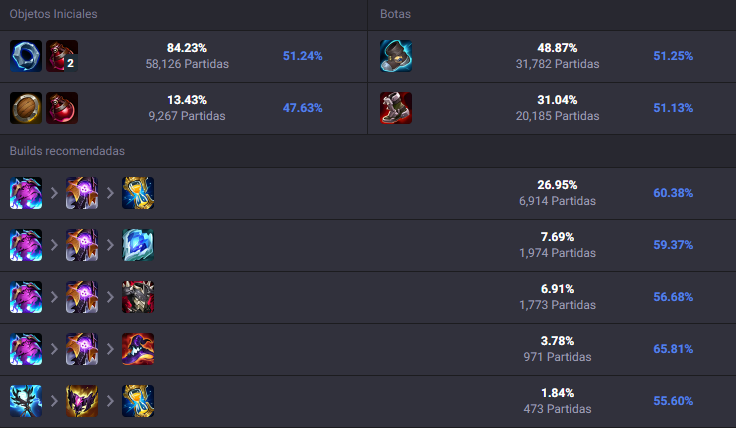 Objetos Iniciales
Botas
2
84.23%
58,126 Partidas
51.24%
48.87%
31,782 Partidas
51.25%
13.43%
9,267 Partidas
47.63%
31.04%
20,185 Partidas
51.13%
Builds recomendadas
26.95%
6,914 Partidas
60.38%
7.69%
1,974 Partidas
59.37%
6.91%
1,773 Partidas
56.68%
3.78%
971 Partidas
65.81%
1.84%
473 Partidas
55.60%